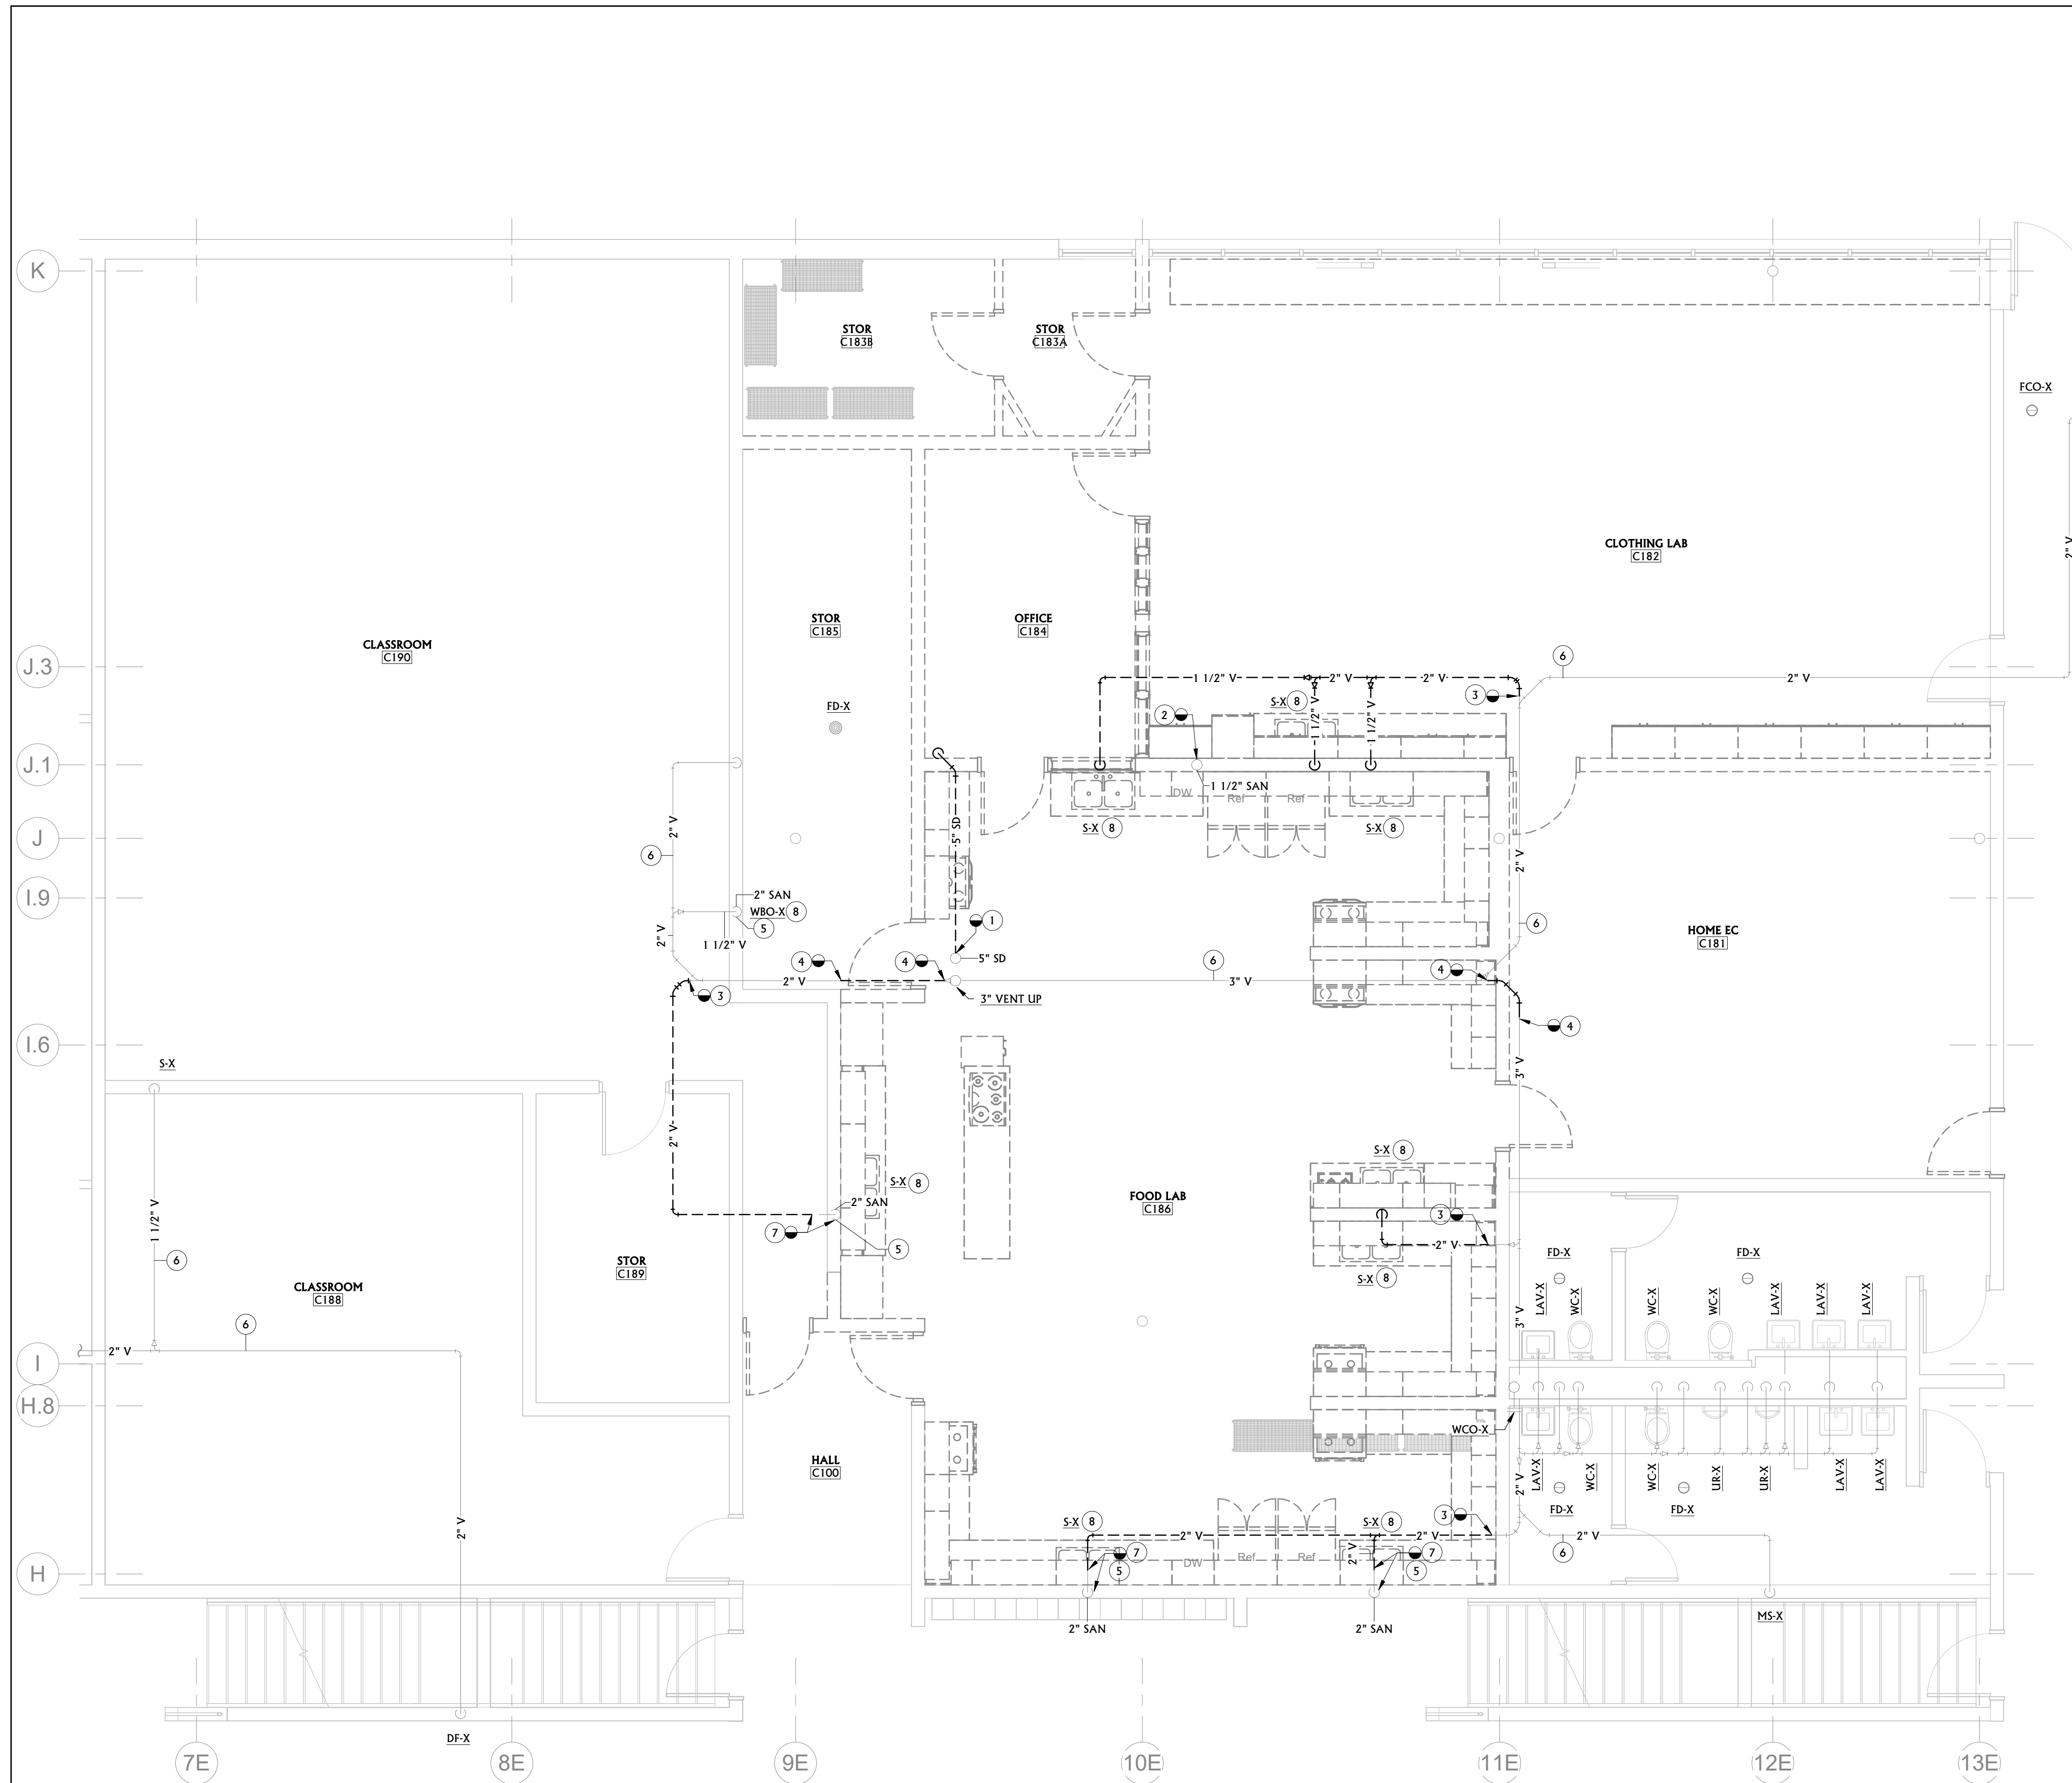 K
STOR
C183B
STOR
C183A
FCO-X
CLOTHING LAB
C182
2" V
STOR
C185
OFFICE
C184
CLASSROOM
C190
J.3
6
1 1/2" V
2" V
2" V
2" V
3
S-X 8
2
1 1/2" V
1 1/2" V
FD-X
J.1
1 1/2" SAN
DW
Ref
Ref
2" V
5" SD
S-X 8
S-X 8
J
6
2" V
I.9
2" SAN
WBO-X 8
5
1
6
2" V
1 1/2" V
HOME EC
C181
4
4
5" SD
6
4
2" V
3" V
3
3" VENT UP
4
I.6
S-X
3" V
2" V
S-X 8
S-X 8
2" SAN
FOOD LAB
C186
1 1/2" V
7
5
3
2" V
6
STOR
C189
FD-X
FD-X
S-X 8
CLASSROOM
C188
LAV-X
WC-X
WC-X
WC-X
LAV-X
LAV-X
LAV-X
6
3" V
I
2" V
H.8
WCO-X
HALL
C100
LAV-X
WC-X
WC-X
UR-X
UR-X
LAV-X
LAV-X
2" V
FD-X
FD-X
S-X 8
S-X 8
3
2" V
2" V
2" V
2" V
6
2" V
7
7
DW
Ref
Ref
5
5
H
MS-X
2" SAN
2" SAN
DF-X
7E
8E
9E
10E
11E
12E
13E